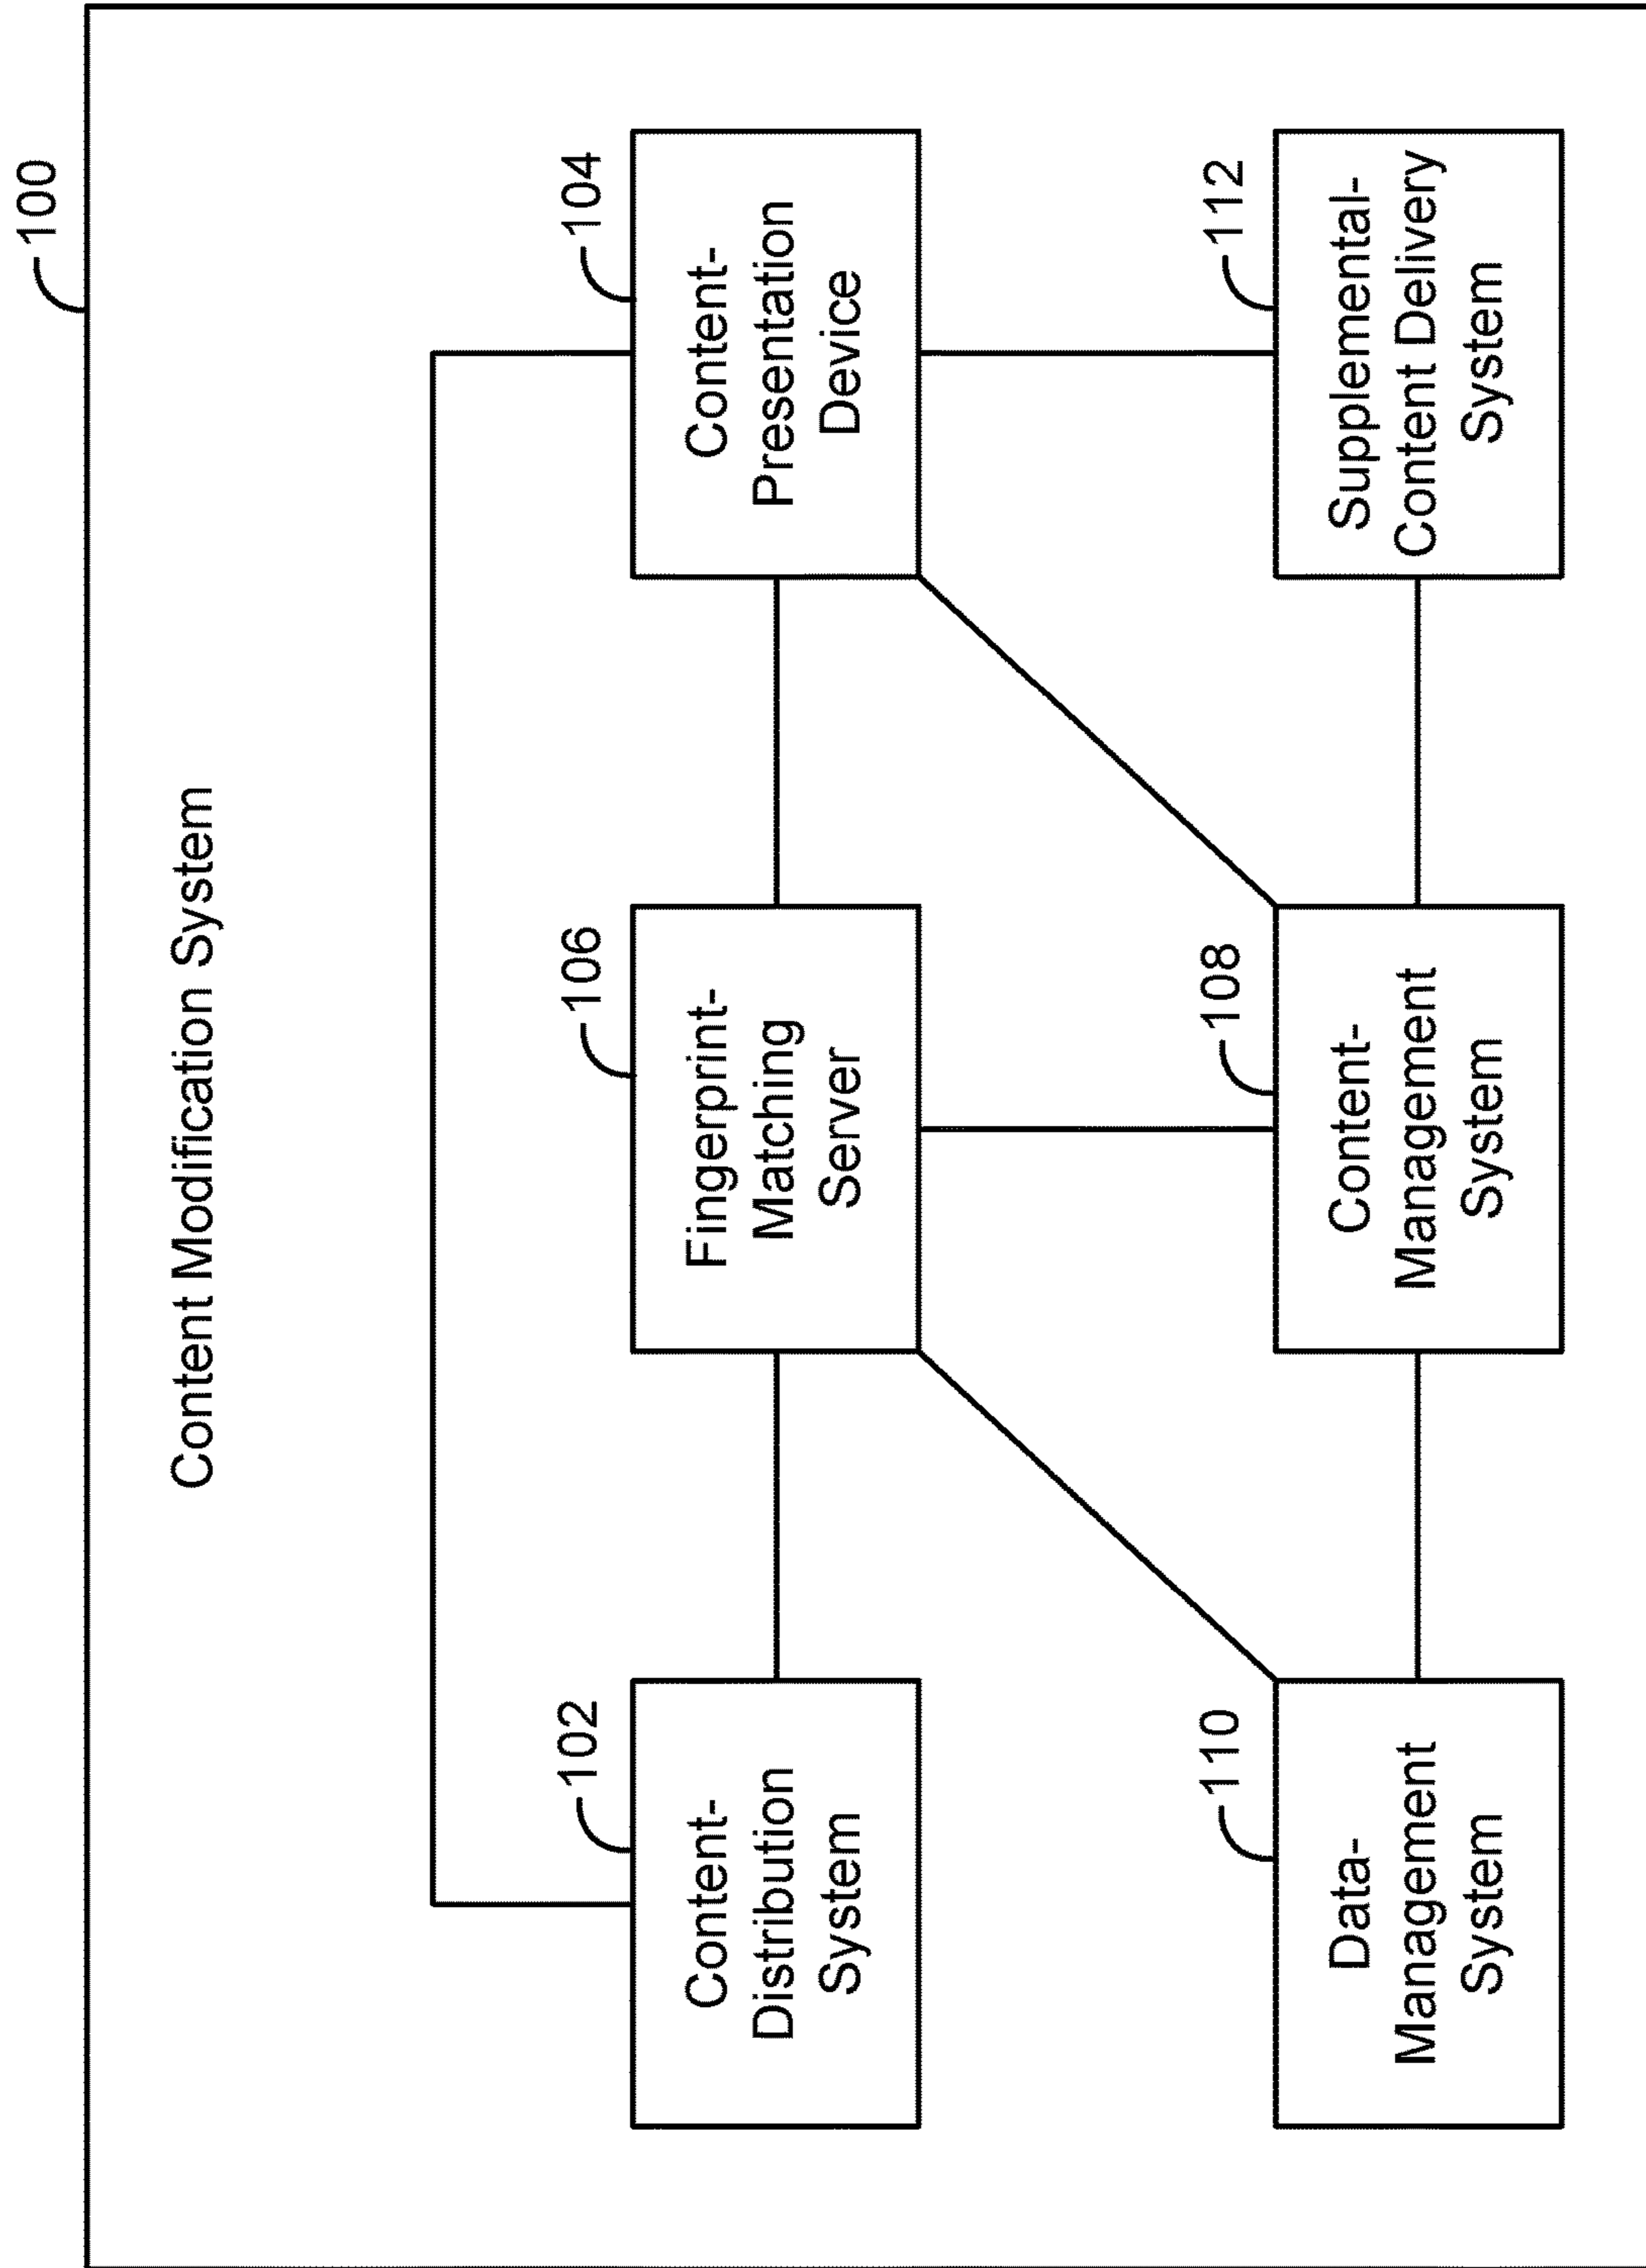 100
Content Modification System
102
Content-
Distribution
System
106
Fingerprint-
Matching
Server
104
Content-
Presentation
Device
110
Data-
Management
System
108
Content-
Management
System
112
Supplemental-
Content Delivery
System